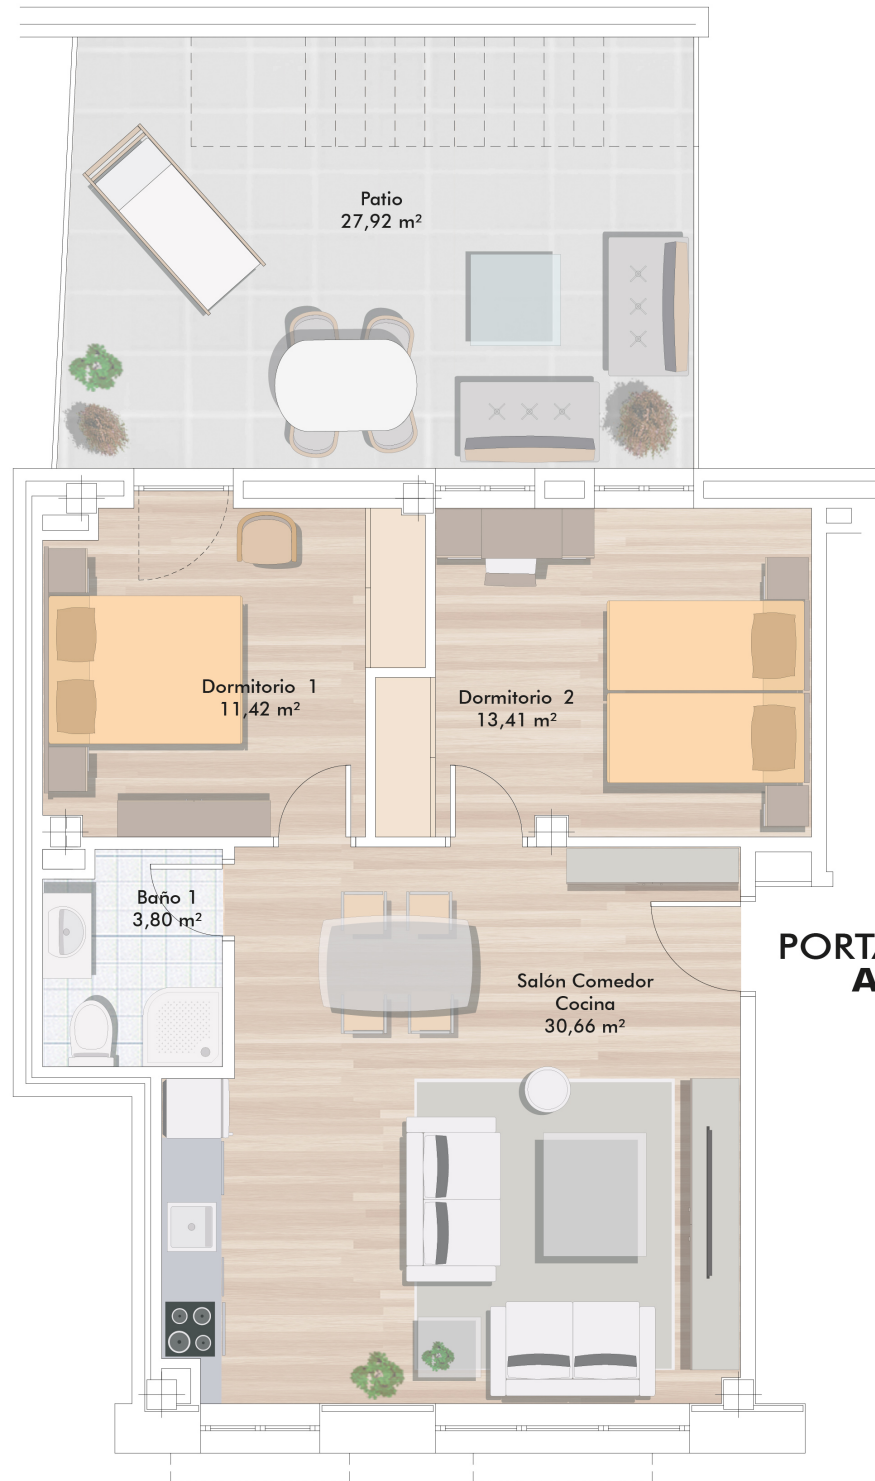 Patio
27,92 m²
Dormitorio 1
11,42 m²
Dormitorio 2
13,41 m²
Baño 1
3,80 m²
Salón Comedor
Cocina
30,66 m²